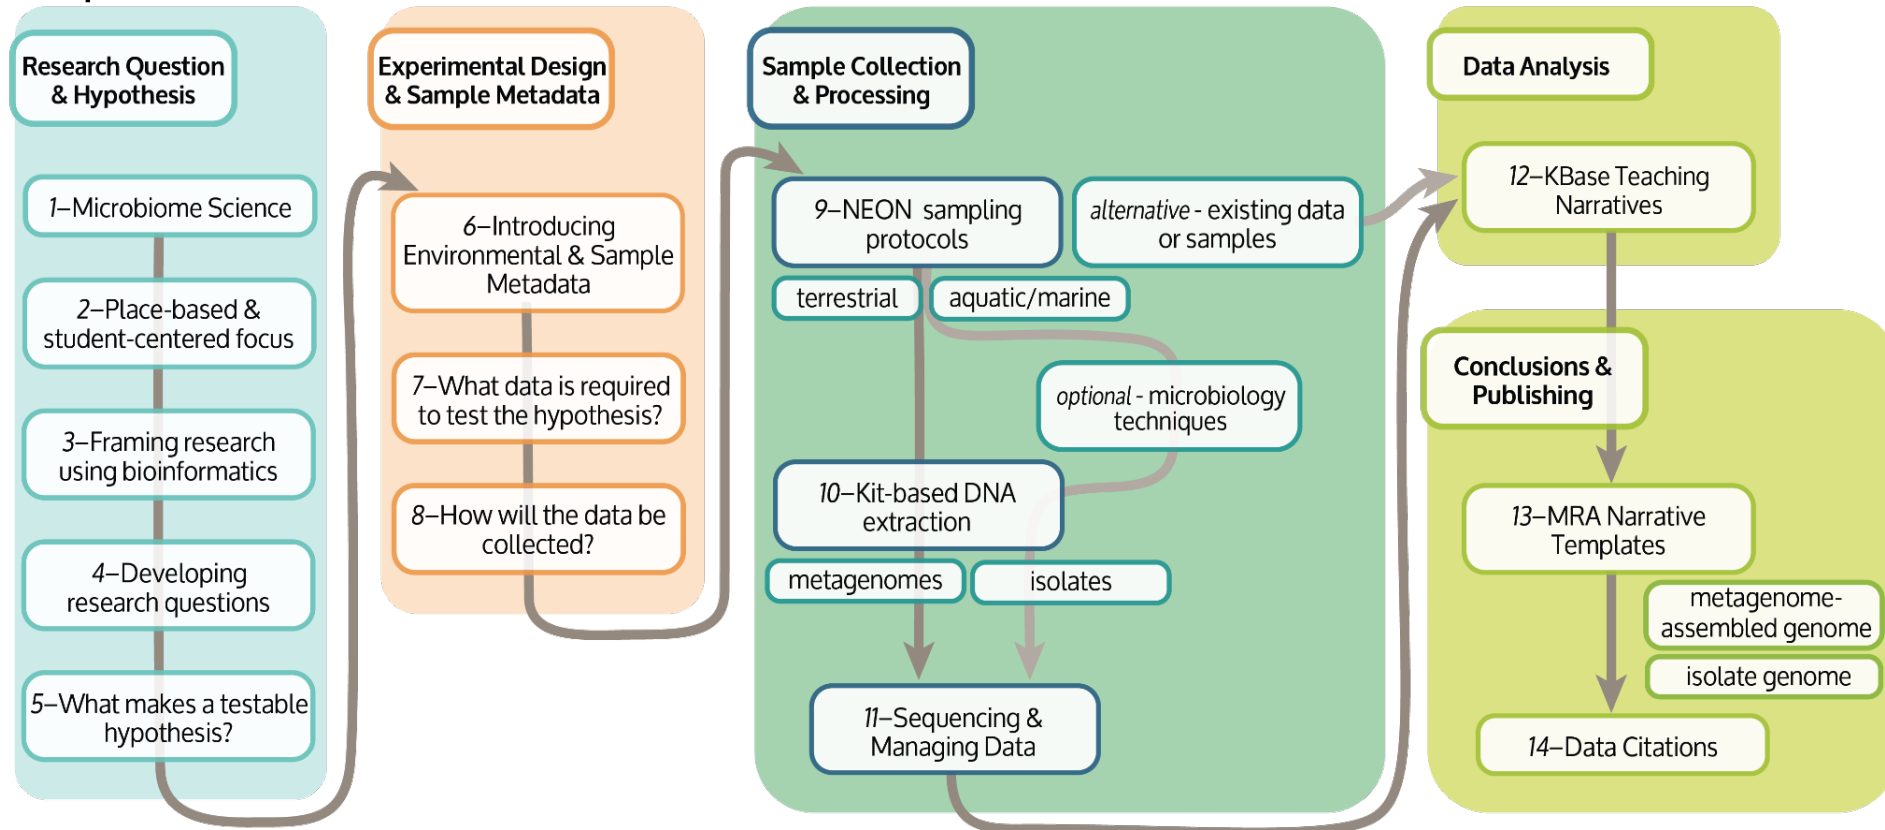 Research Question
& Hypothesis
1–Microbiome Science
2–Place-based &
student-centered focus
3–Framing research
using bioinformatics
4–Developing
research questions
5–What makes a testable
hypothesis?
Experimental Design
& Sample Metadata
6–Introducing
Environmental & Sample
Metadata
7–What data is required
to test the hypothesis?
8–How will the data be
collected?
Sample Collection
& Processing
9–NEON sampling
protocols
alternative - existing data
or samples
terrestrial
aquatic/marine
optional - microbiology
techniques
10–Kit-based DNA
extraction
metagenomes
isolates
11–Sequencing &
Managing Data
Data Analysis
12–KBase Teaching
Narratives
Conclusions &
Publishing
13–MRA Narrative
Templates
metagenome-
assembled genome
isolate genome
14–Data Citations